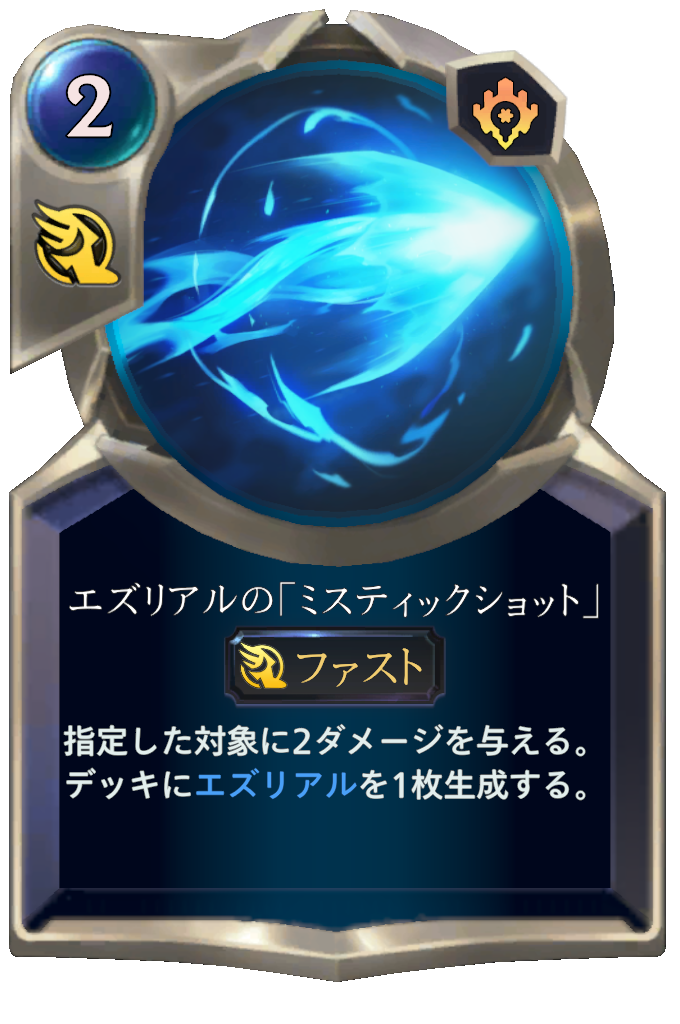 2
エズリアルの「ミスティックショット」
ファスト
指定した対象に2ダメージを与える。
デッキにエズリアルを1枚生成する。